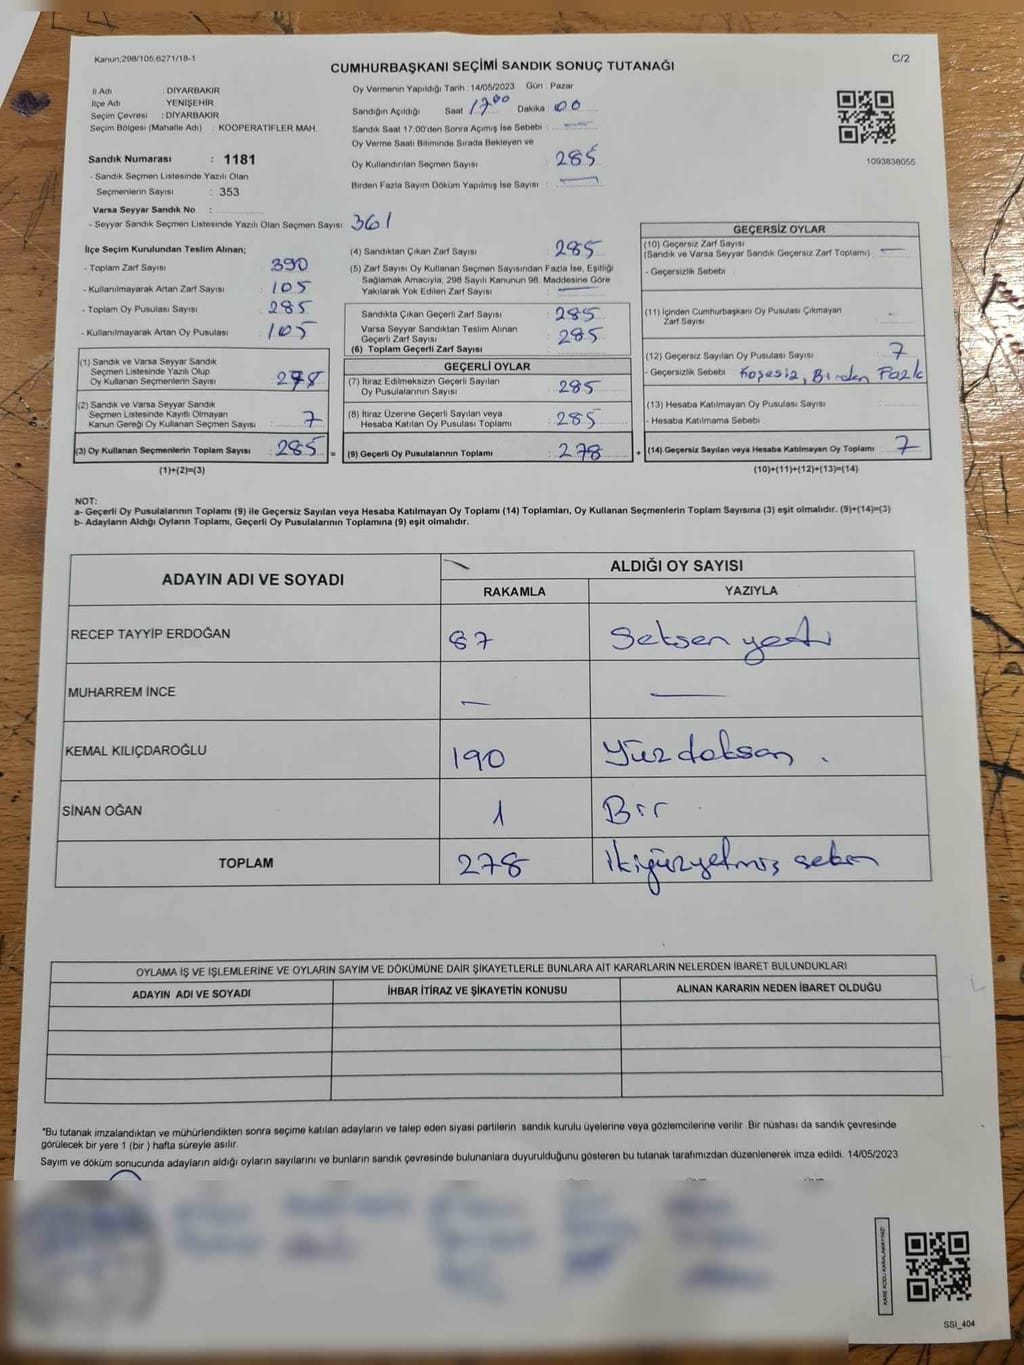 Kanun;298/105;6271/18-1
C/2
CUMHURBAŞKANI SEÇİMİ SANDIK SONUÇ TUTANAĞI
İl Adı : DİYARBAKIR
İlçe Adı : YENİŞEHİR
Seçim Çevresi : DİYARBAKIR
Seçim Bölgesi (Mahalle Adı) : KOOPERATİFLER MAH.
Sandık Numarası : 1181
- Sandık Seçmen Listesinde Yazılı Olan
Seçmenlerin Sayısı : 353
Varsa Seyyar Sandık No :
- Seyyar Sandık Seçmen Listesinde Yazılı Olan Seçmen Sayısı: 361
Oy Vermenin Yapıldığı Tarih : 14/05/2023 Gün : Pazar
Sandığın Açıldığı Saat 17:00 Dakika : 00
Sandık Saat 17.00'den Sonra Açımış İse Sebebi : —
Oy Verme Saati Bitiminde Sırada Bekleyen ve
Oy Kullandırılan Seçmen Sayısı : 285
Birden Fazla Sayım Döküm Yapılmış İse Sayısı : —
1093838055
İlçe Seçim Kurulundan Teslim Alınan;
- Toplam Zarf Sayısı : 390
- Kullanılmayarak Artan Zarf Sayısı : 105
- Toplam Oy Pusulası Sayısı : 285
- Kullanılmayarak Artan Oy Pusulası : 105
(1) Sandık ve Varsa Seyyar Sandık
Seçmen Listesinde Yazılı Olup
Oy Kullanan Seçmenlerin Sayısı : 278
(2) Sandık ve Varsa Seyyar Sandık
Seçmen Listesinde Kayıtlı Olmayan
Kanun Gereği Oy Kullanan Seçmen Sayısı : 7
(3) Oy Kullanan Seçmenlerin Toplam Sayısı : 285 =
(1)+(2)=(3)
(4) Sandıktan Çıkan Zarf Sayısı : 285
(5) Zarf Sayısı Oy Kullanan Seçmen Sayısından Fazla İse, Eşitliği
Sağlamak Amacıyla; 298 Sayılı Kanunun 98. Maddesine Göre
Yakılarak Yok Edilen Zarf Sayısı : —
Sandıkta Çıkan Geçerli Zarf Sayısı : 285
Varsa Seyyar Sandıktan Teslim Alınan
Geçerli Zarf Sayısı : 285
(6) Toplam Geçerli Zarf Sayısı :
GEÇERLİ OYLAR
(7) İtiraz Edilmeksizin Geçerli Sayılan
Oy Pusulalarının Sayısı : 285
(8) İtiraz Üzerine Geçerli Sayılan veya
Hesaba Katılan Oy Pusulası Toplamı : 285
(9) Geçerli Oy Pusulalarının Toplamı : 278 +
GEÇERSİZ OYLAR
(10) Geçersiz Zarf Sayısı
(Sandık ve Varsa Seyyar Sandık Geçersiz Zarf Toplamı) : —
- Geçersizlik Sebebi :
(11) İçinden Cumhurbaşkanı Oy Pusulası Çıkmayan
Zarf Sayısı : -
(12) Geçersiz Sayılan Oy Pusulası Sayısı : 7
- Geçersizlik Sebebi : Kaşesiz, Birden Fazla
(13) Hesaba Katılmayan Oy Pusulası Sayısı :
- Hesaba Katılmama Sebebi :
(14) Geçersiz Sayılan veya Hesaba Katılmayan Oy Toplamı : 7
(10)+(11)+(12)+(13)=(14)
NOT:
a- Geçerli Oy Pusulalarının Toplamı (9) ile Geçersiz Sayılan veya Hesaba Katılmayan Oy Toplamı (14) Toplamları, Oy Kullanan Seçmenlerin Toplam Sayısına (3) eşit olmalıdır. (9)+(14)=(3)
b- Adayların Aldığı Oyların Toplamı, Geçerli Oy Pusulalarının Toplamına (9) eşit olmalıdır.
ADAYIN ADI VE SOYADI
ALDIĞI OY SAYISI
RAKAMLA YAZIYLA
RECEP TAYYİP ERDOĞAN 87 Seksen yedi
MUHARREM İNCE — —
KEMAL KILIÇDAROĞLU 190 Yüz doksan .
SİNAN OĞAN 1 Bir
TOPLAM 278 ikiyüzyetmiş seksen
OYLAMA İŞ VE İŞLEMLERİNE VE OYLARIN SAYIM VE DÖKÜMÜNE DAİR ŞİKAYETLERLE BUNLARA AİT KARARLARIN NELERDEN İBARET BULUNDUKLARI
ADAYIN ADI VE SOYADI İHBAR İTİRAZ VE ŞİKAYETİN KONUSU ALINAN KARARIN NEDEN İBARET OLDUĞU
*Bu tutanak imzalandıktan ve mühürlendikten sonra seçime katılan adayların ve talep eden siyasi partilerin sandık kurulu üyelerine veya gözlemcilerine verilir. Bir nüshası da sandık çevresinde
görülecek bir yere 1 (bir ) hafta süreyle asılır.
Sayım ve döküm sonucunda adayların aldığı oyların sayılarını ve bunların sandık çevresinde bulunanlara duyurulduğunu gösteren bu tutanak tarafımızdan düzenlenerek imza edildi. 14/05/2023
KARE KODU KARALAMAYINIZ!
SSI_404